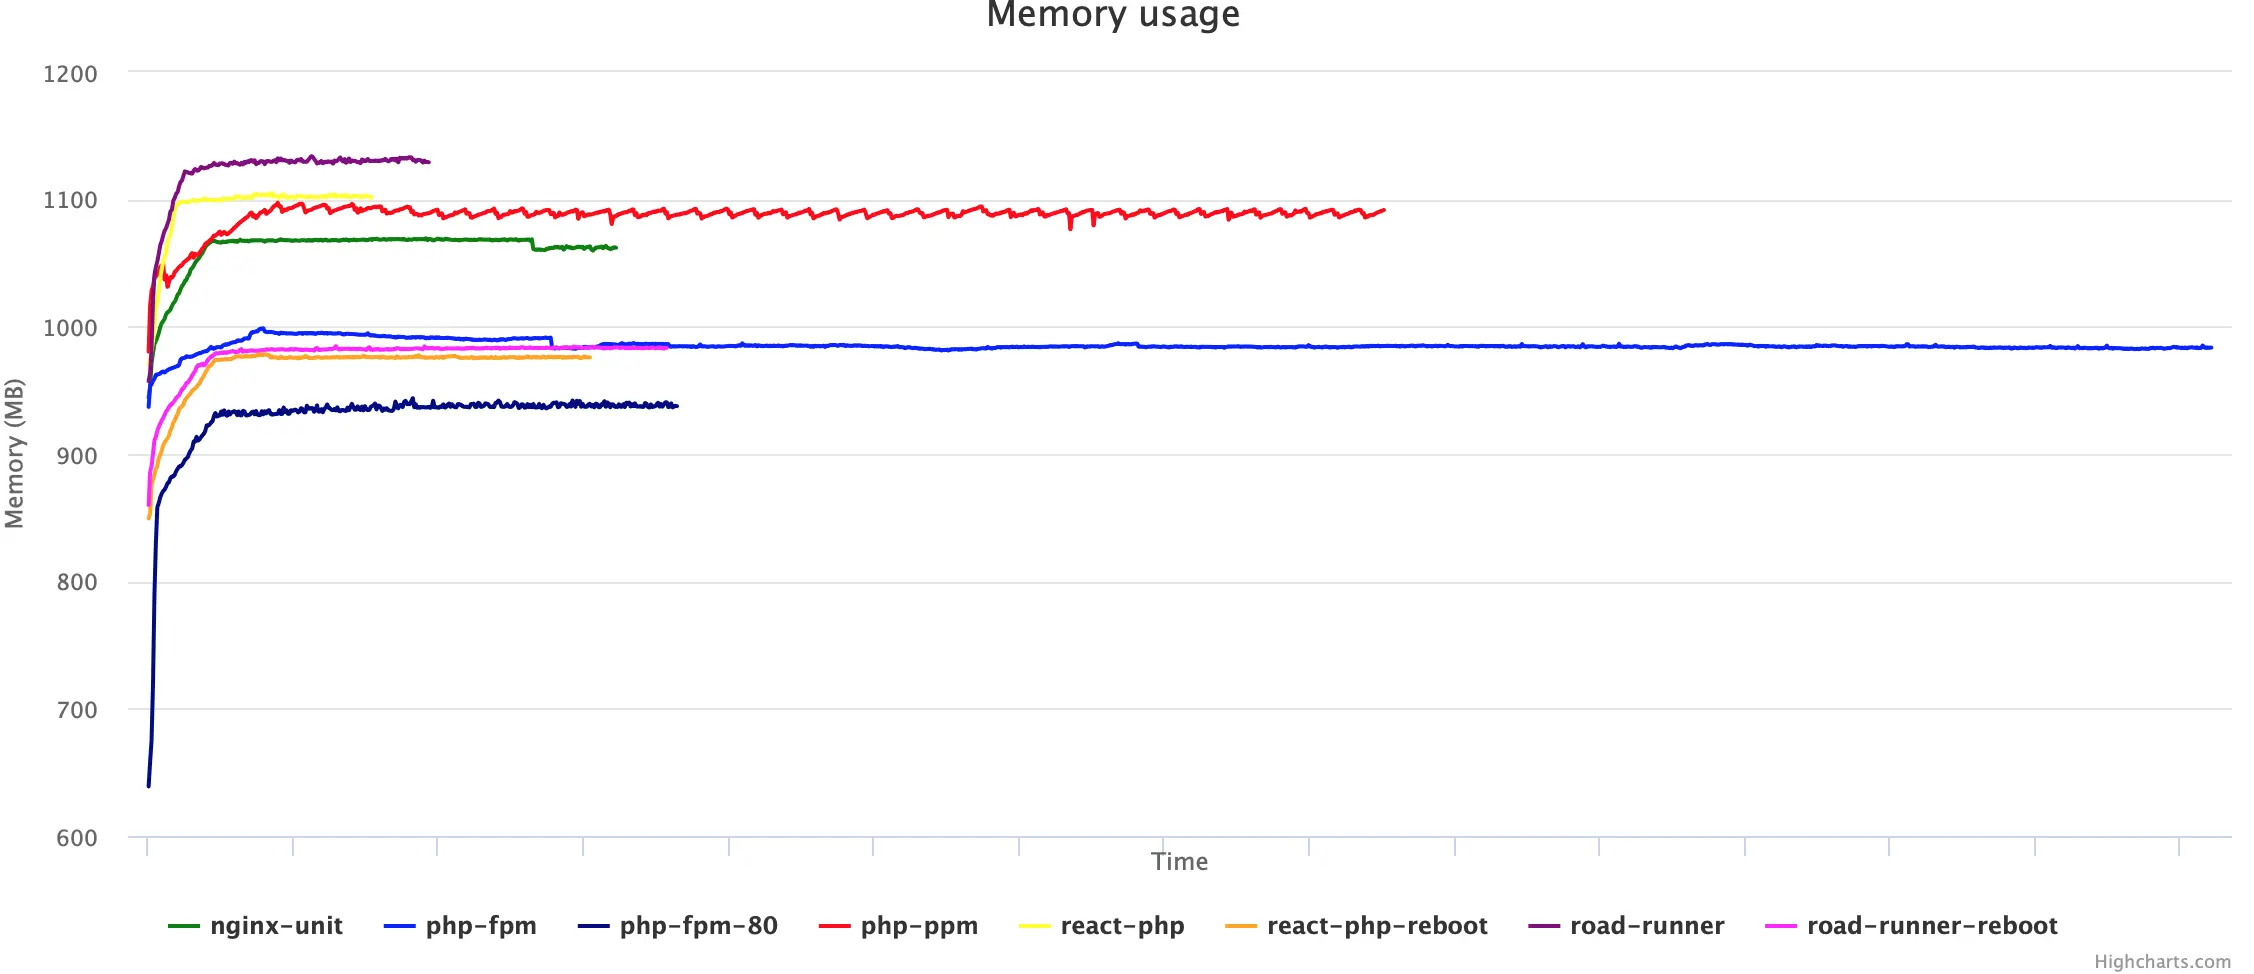 Memory usage
1200
1100
1000
900
800
700
600
Memory (MB)
Time
nginx-unit php-fpm php-fpm-80 php-ppm react-php react-php-reboot road-runner road-runner-reboot
Highcharts.com